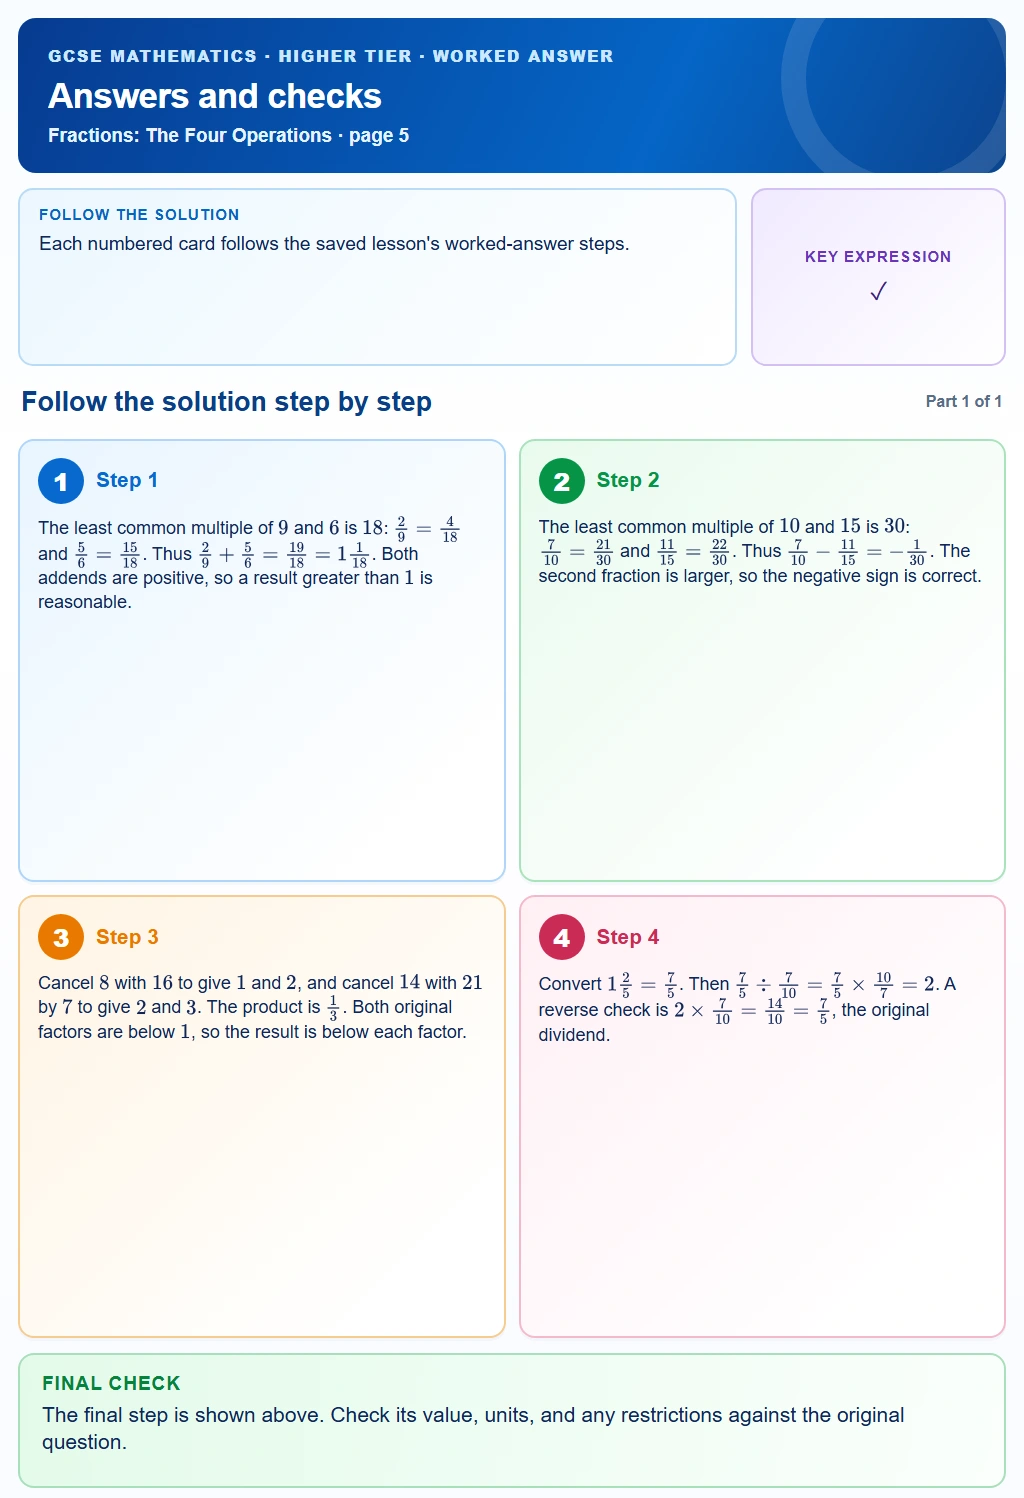 GCSE MATHEMATICS · HIGHER TIER · WORKED ANSWER
Answers and checks
Fractions: The Four Operations · page 5
FOLLOW THE SOLUTION
Each numbered card follows the saved lesson's worked-answer steps.
KEY EXPRESSION
✓
Follow the solution step by step
Part 1 of 1
1 Step 1
The least common multiple of 9 and 6 is 18: 2/9 = 4/18
and 5/6 = 15/18. Thus 2/9 + 5/6 = 19/18 = 1 1/18. Both
addends are positive, so a result greater than 1 is
reasonable.
2 Step 2
The least common multiple of 10 and 15 is 30:
7/10 = 21/30 and 11/15 = 22/30. Thus 7/10 − 11/15 = −1/30. The
second fraction is larger, so the negative sign is correct.
3 Step 3
Cancel 8 with 16 to give 1 and 2, and cancel 14 with 21
by 7 to give 2 and 3. The product is 1/3. Both original
factors are below 1, so the result is below each factor.
4 Step 4
Convert 1 2/5 = 7/5. Then 7/5 ÷ 7/10 = 7/5 × 10/7 = 2. A
reverse check is 2 × 7/10 = 14/10 = 7/5, the original
dividend.
FINAL CHECK
The final step is shown above. Check its value, units, and any restrictions against the original
question.